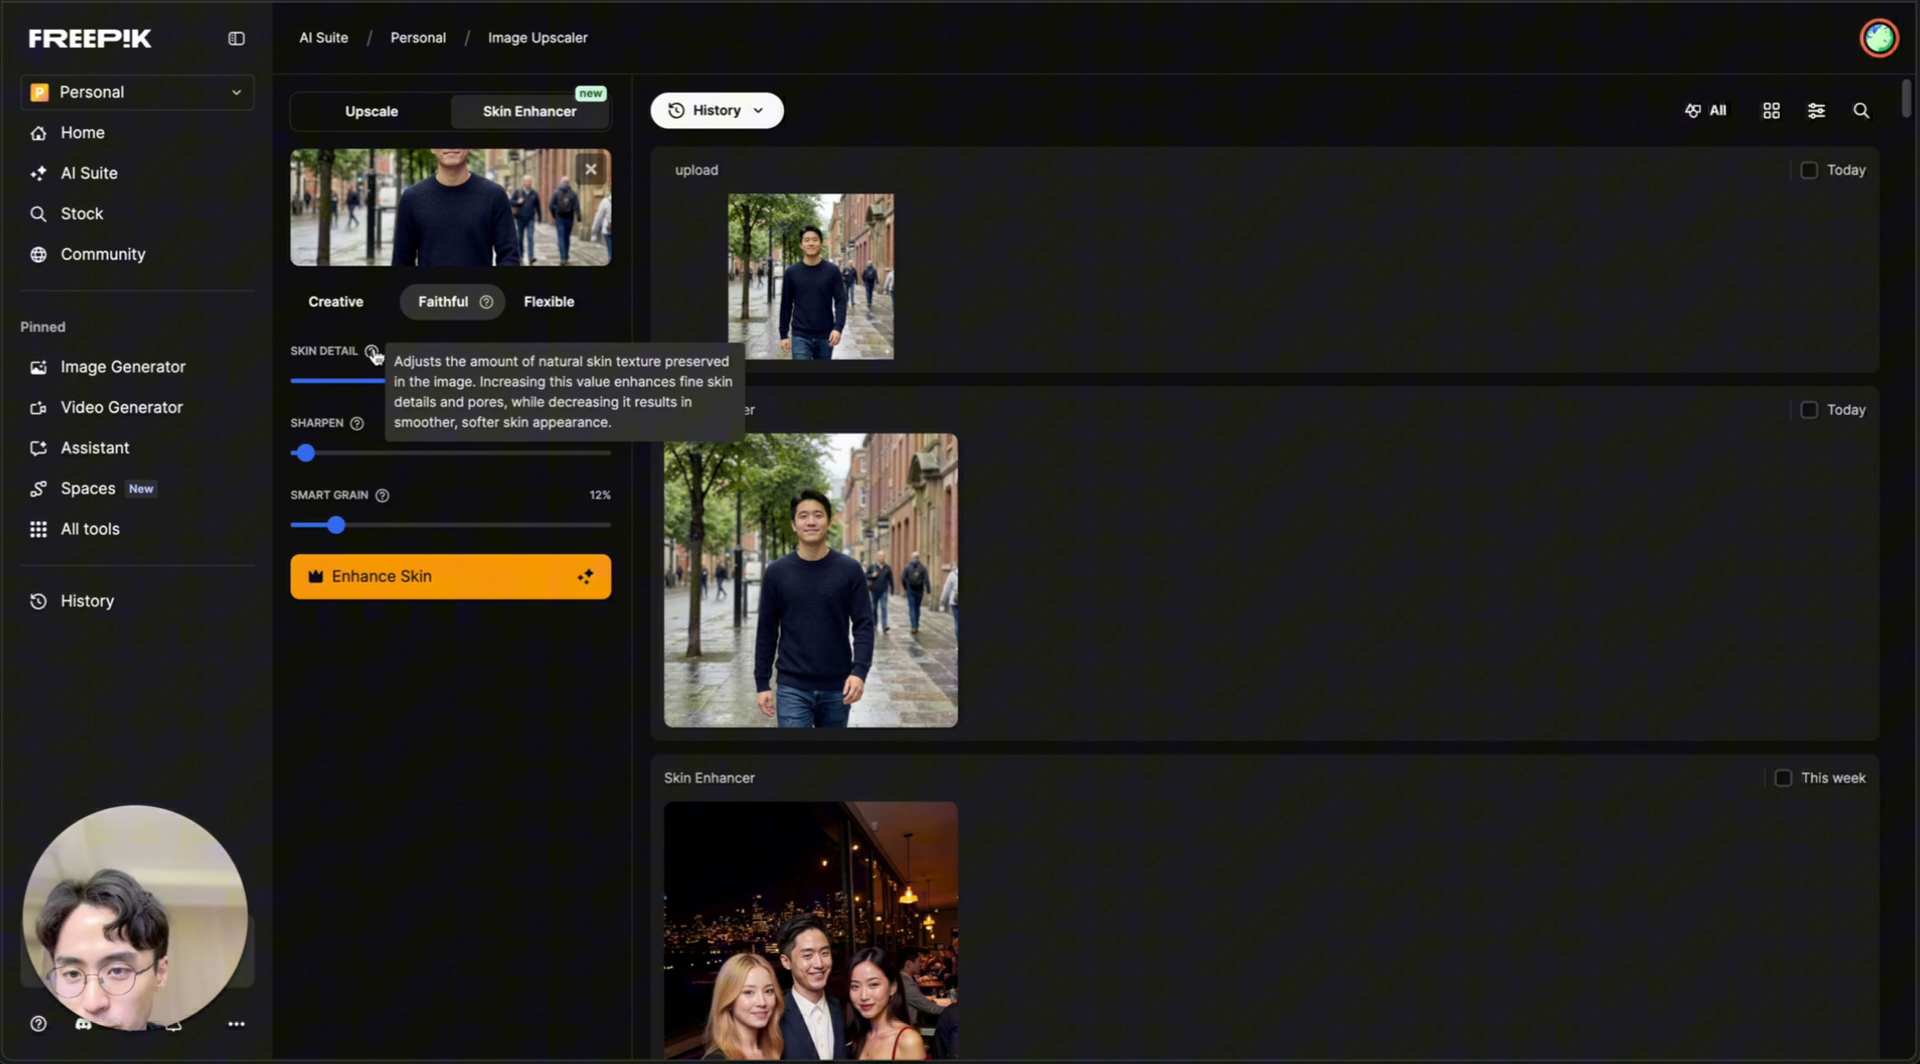 FREEP!K
AI Suite / Personal / Image Upscaler
P Personal
Home
AI Suite
Stock
Community
Pinned
Image Generator
Video Generator
Assistant
Spaces New
All tools
History
Upscale
Skin Enhancer
new
Creative
Faithful
Flexible
SKIN DETAIL
Adjusts the amount of natural skin texture preserved
in the image. Increasing this value enhances fine skin
details and pores, while decreasing it results in
smoother, softer skin appearance.
SHARPEN
SMART GRAIN
12%
Enhance Skin
History
All
upload
Today
er
Today
Skin Enhancer
This week